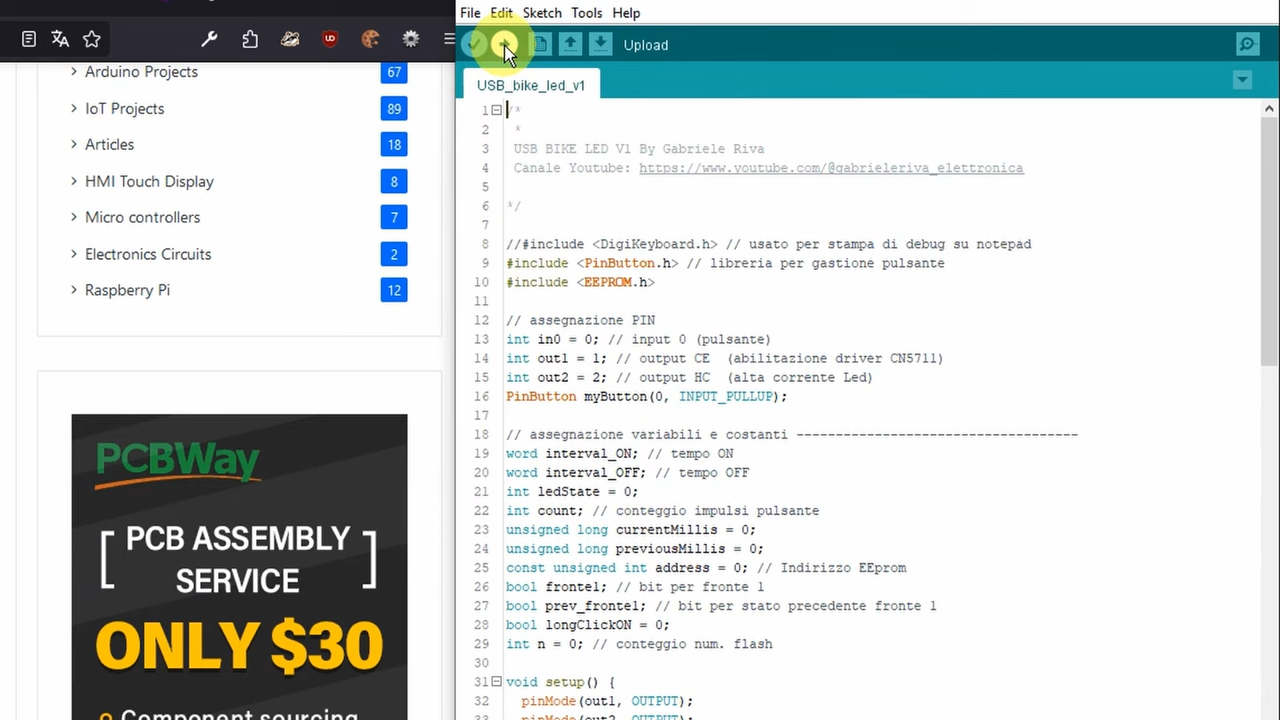 Arduino Projects 67
IoT Projects 89
Articles 18
HMI Touch Display 8
Micro controllers 7
Electronics Circuits 2
Raspberry Pi 12
PCBWay
PCB ASSEMBLY
SERVICE
ONLY $30
Component sourcing
File Edit Sketch Tools Help
Upload
USB_bike_led_v1
1 /*
2 *
3 USB BIKE LED V1 By Gabriele Riva
4 Canale Youtube: https://www.youtube.com/@gabrieleriva_elettronica
5
6 */
7
8 //#include <DigiKeyboard.h> // usato per stampa di debug su notepad
9 #include <PinButton.h> // libreria per gastione pulsante
10 #include <EEPROM.h>
11
12 // assegnazione PIN
13 int in0 = 0; // input 0 (pulsante)
14 int out1 = 1; // output CE (abilitazione driver CN5711)
15 int out2 = 2; // output HC (alta corrente Led)
16 PinButton myButton(0, INPUT_PULLUP);
17
18 // assegnazione variabili e costanti ------------------------------------
19 word interval_ON; // tempo ON
20 word interval_OFF; // tempo OFF
21 int ledState = 0;
22 int count; // conteggio impulsi pulsante
23 unsigned long currentMillis = 0;
24 unsigned long previousMillis = 0;
25 const unsigned int address = 0; // Indirizzo EEprom
26 bool fronte1; // bit per fronte 1
27 bool prev_fronte1; // bit per stato precedente fronte 1
28 bool longClickON = 0;
29 int n = 0; // conteggio num. flash
30
31 void setup() {
32 pinMode(out1, OUTPUT);
33 pinMode(out2, OUTPUT);